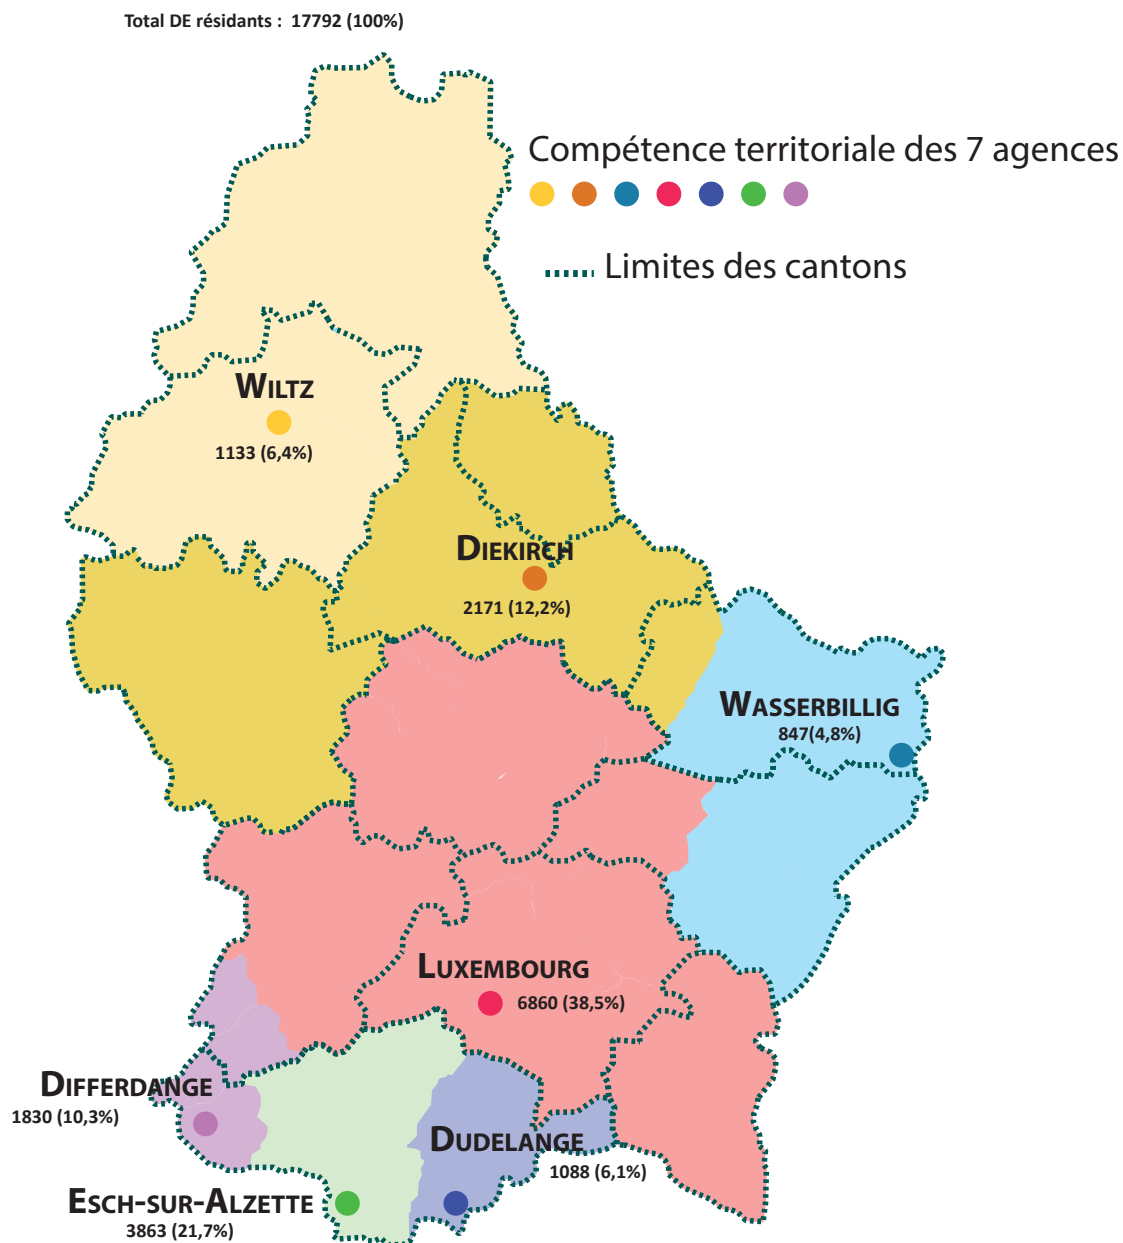 Total DE résidants : 17792 (100%)
Compétence territoriale des 7 agences
Limites des cantons
Wiltz
1133 (6,4%)
Diekirch
2171 (12,2%)
Wasserbillig
847(4,8%)
Luxembourg
6860 (38,5%)
Differdange
1830 (10,3%)
Dudelange
1088 (6,1%)
Esch-sur-Alzette
3863 (21,7%)